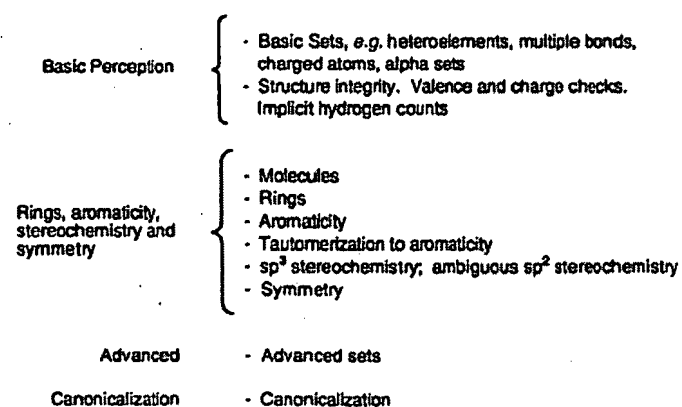 Basic Perception
- Basic Sets, e.g. heteroelements, multiple bonds,
charged atoms, alpha sets
- Structure integrity. Valence and charge checks.
Implicit hydrogen counts
Rings, aromaticity,
stereochemistry and
symmetry
- Molecules
- Rings
- Aromaticity
- Tautomerization to aromaticity
- sp³ stereochemistry; ambiguous sp² stereochemistry
- Symmetry
Advanced - Advanced sets
Canonicalization - Canonicalization